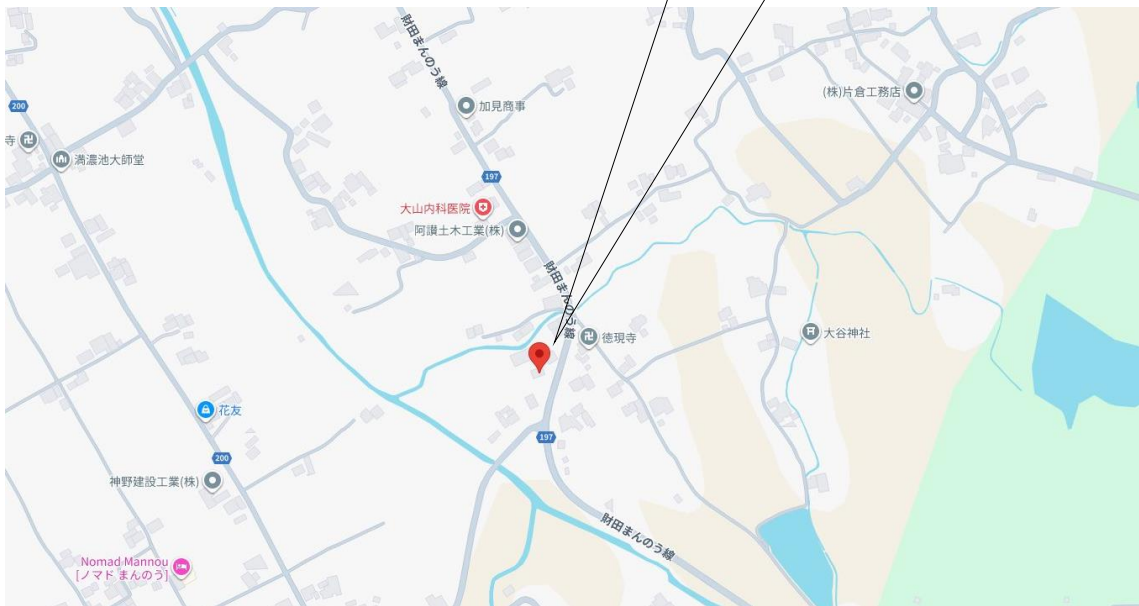 財田まんのう線
(株)片倉工務店
200
加見商事
寺
満濃池大師堂
197
大山内科医院
阿讃土木工業(株)
財田まんのう線
大谷神社
徳現寺
花友
197
200
神野建設工業(株)
財田まんのう線
Nomad Mannou
[ノマド まんのう]